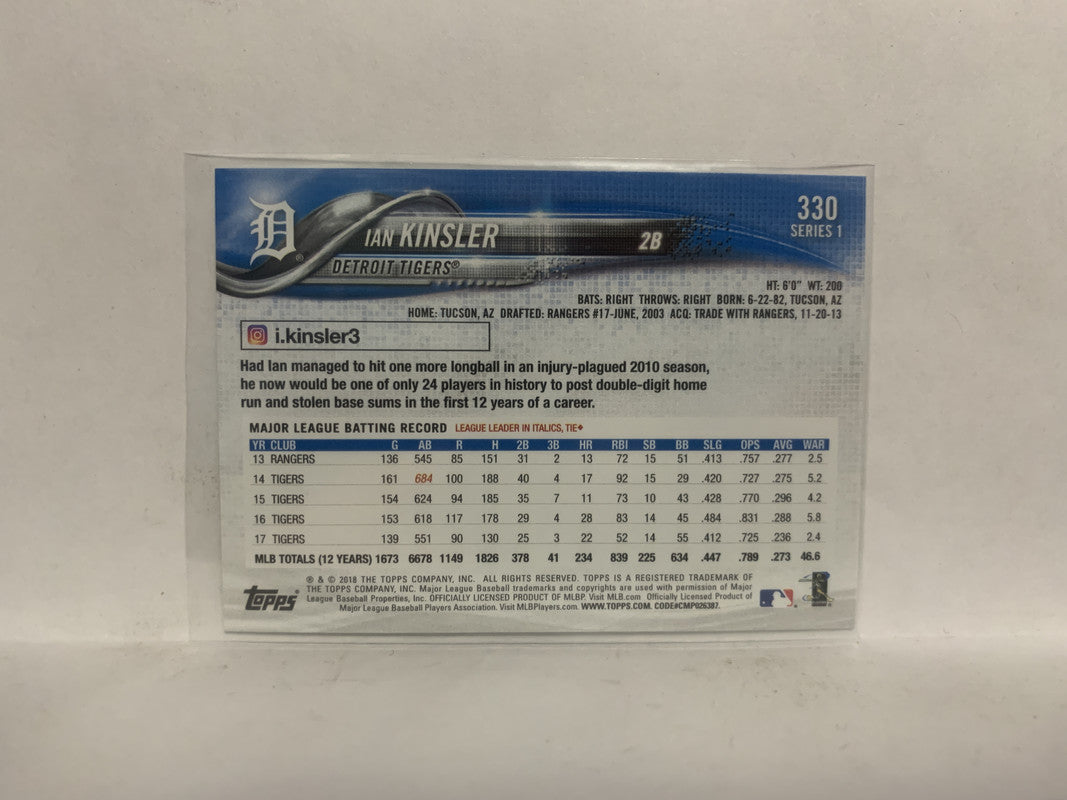 D®
IAN KINSLER 2B
DETROIT TIGERS®
330
SERIES 1
HT: 6'0" WT: 200
BATS: RIGHT THROWS: RIGHT BORN: 6-22-82, TUCSON, AZ
HOME: TUCSON, AZ DRAFTED: RANGERS #17-JUNE, 2003 ACQ: TRADE WITH RANGERS, 11-20-13
i.kinsler3
Had Ian managed to hit one more longball in an injury-plagued 2010 season,
he now would be one of only 24 players in history to post double-digit home
run and stolen base sums in the first 12 years of a career.
MAJOR LEAGUE BATTING RECORD LEAGUE LEADER IN ITALICS, TIE◆
YR CLUB G AB R H 2B 3B HR RBI SB BB SLG OPS AVG WAR
13 RANGERS 136 545 85 151 31 2 13 72 15 51 .413 .757 .277 2.5
14 TIGERS 161 684 100 188 40 4 17 92 15 29 .420 .727 .275 5.2
15 TIGERS 154 624 94 185 35 7 11 73 10 43 .428 .770 .296 4.2
16 TIGERS 153 618 117 178 29 4 28 83 14 45 .484 .831 .288 5.8
17 TIGERS 139 551 90 130 25 3 22 52 14 55 .412 .725 .236 2.4
MLB TOTALS (12 YEARS) 1673 6678 1149 1826 378 41 234 839 225 634 .447 .789 .273 46.6
Topps®
® & © 2018 THE TOPPS COMPANY, INC. ALL RIGHTS RESERVED. TOPPS IS A REGISTERED TRADEMARK OF
THE TOPPS COMPANY, INC. Major League Baseball trademarks and copyrights are used with permission of Major
League Baseball Properties, Inc. OFFICIALLY LICENSED PRODUCT OF MLBP. Visit MLB.com Officially Licensed Product of
Major League Baseball Players Association. Visit MLBPlayers.com. WWW.TOPPS.COM. CODE#CMP026387.